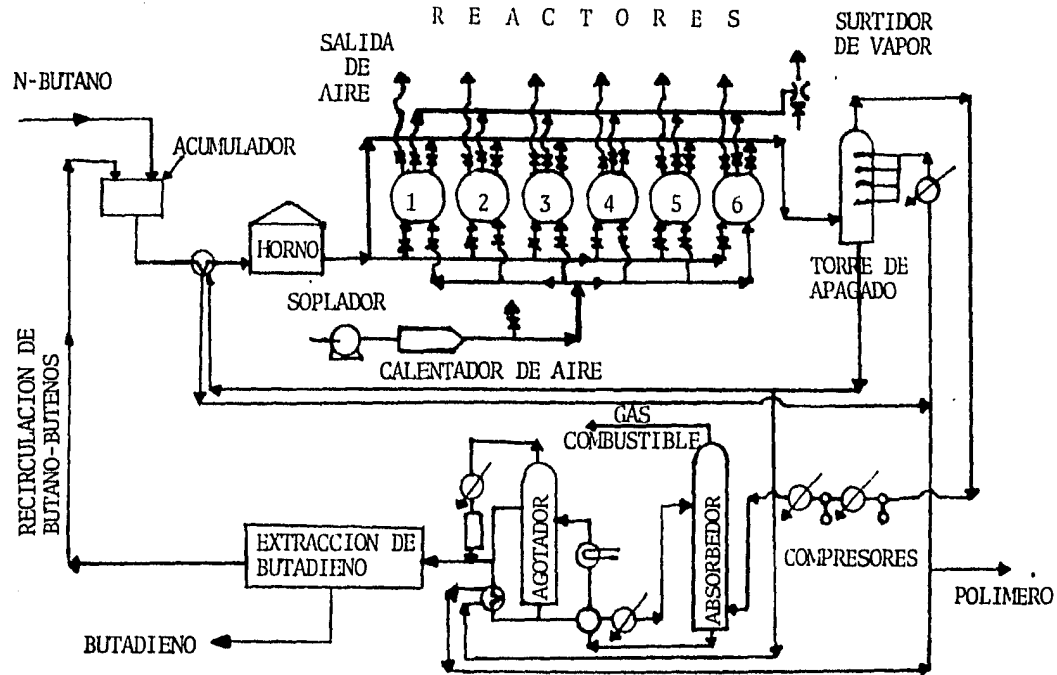 R E A C T O R E S
SURTIDOR
DE VAPOR
SALIDA
DE
AIRE
N-BUTANO
ACUMULADOR
1
2
3
4
5
6
HORNO
TORRE DE
APAGADO
SOPLADOR
CALENTADOR DE AIRE
RECIRCULACION DE
BUTANO-BUTENOS
GAS
COMBUSTIBLE
AGOTADOR
ABSORBEDOR
EXTRACCION DE
BUTADIENO
COMPRESORES
POLIMERO
BUTADIENO